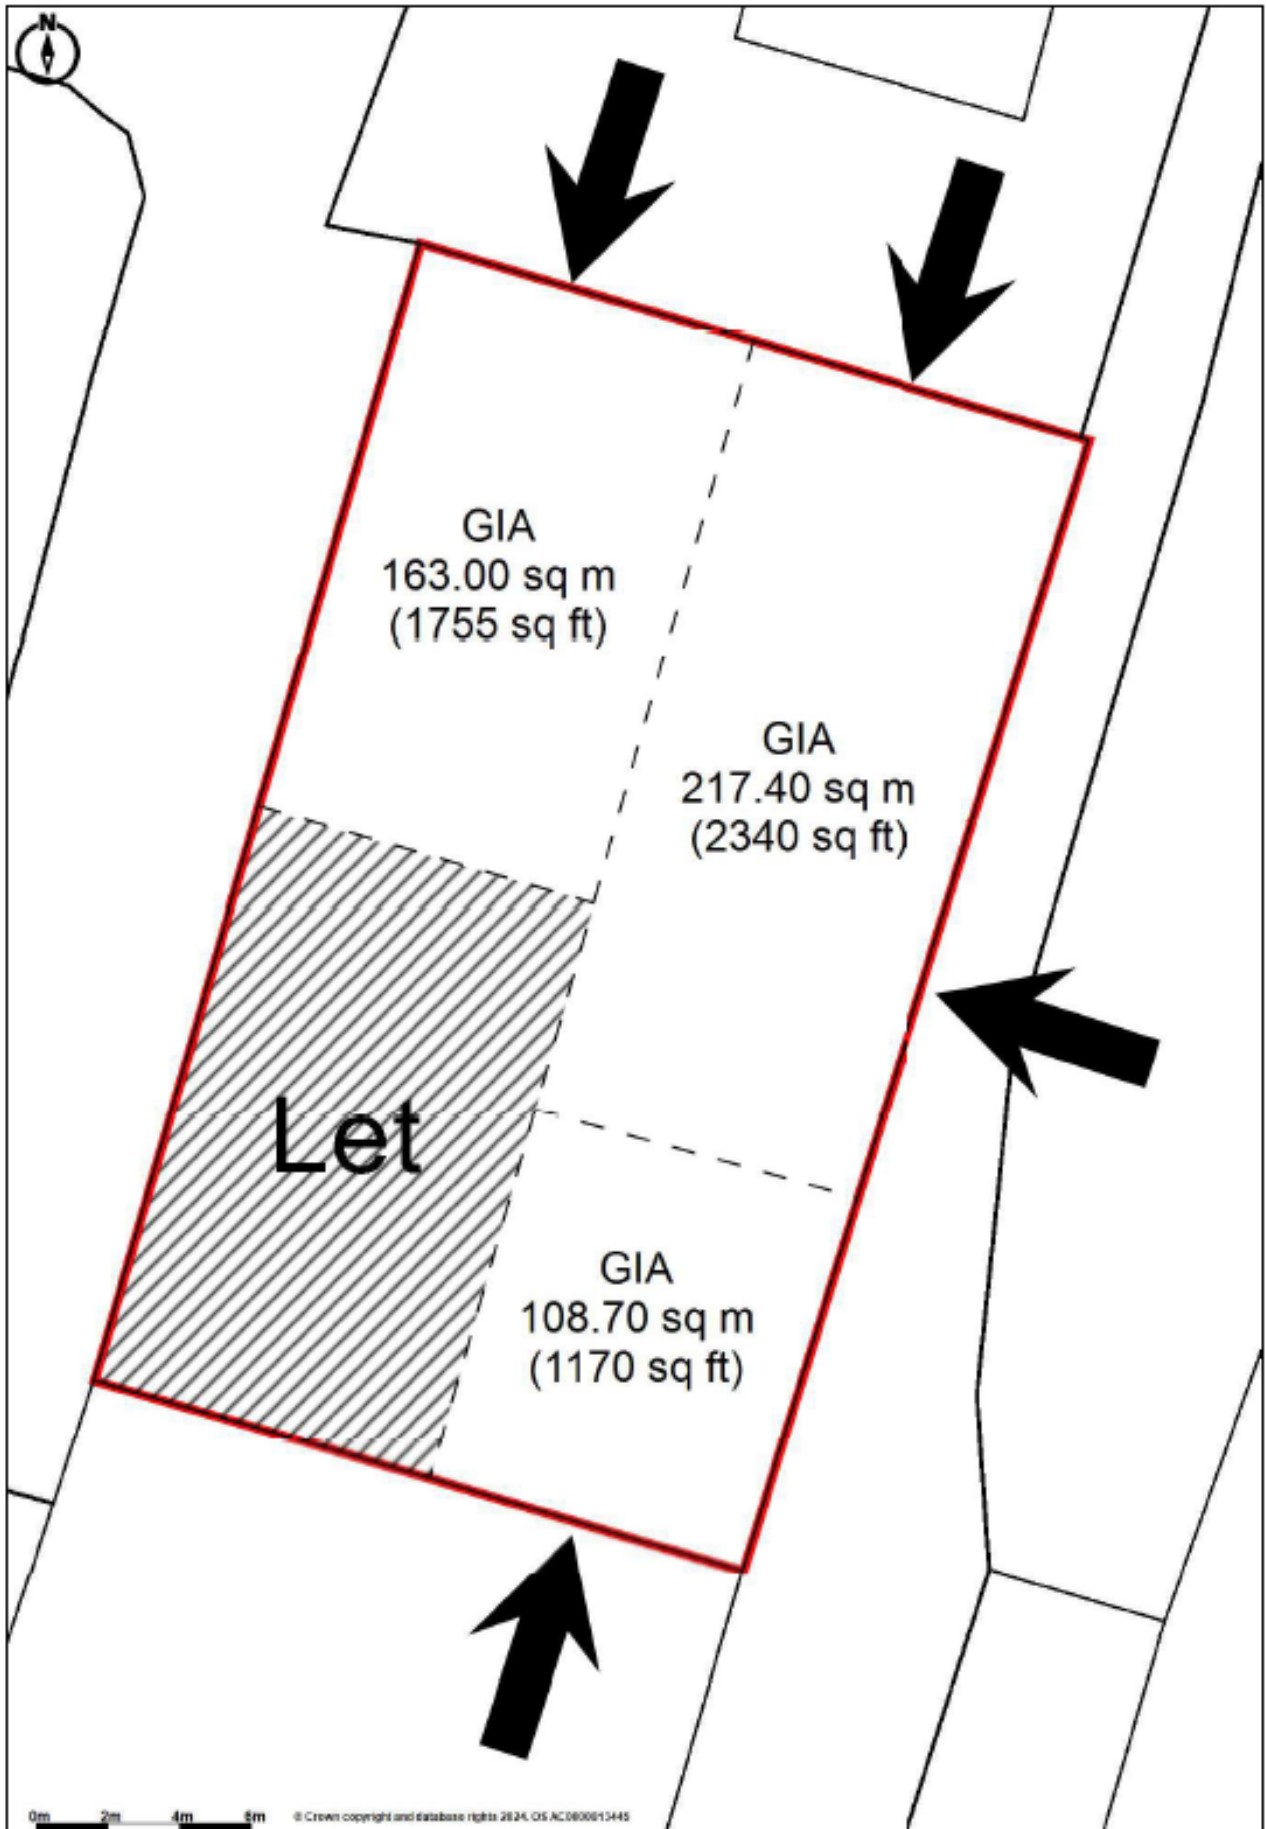 N
GIA
163.00 sq m
(1755 sq ft)
GIA
217.40 sq m
(2340 sq ft)
Let
GIA
108.70 sq m
(1170 sq ft)
0m 2m 4m 6m
© Crown copyright and database rights 2024. OS AC0000813445